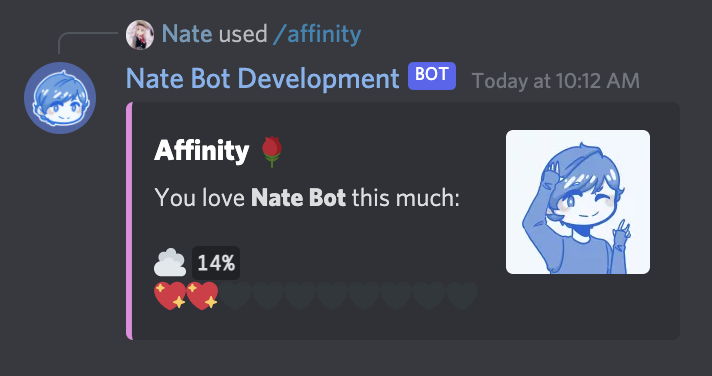 Nate used /affinity
Nate Bot Development BOT Today at 10:12 AM
Affinity
You love Nate Bot this much:
14%